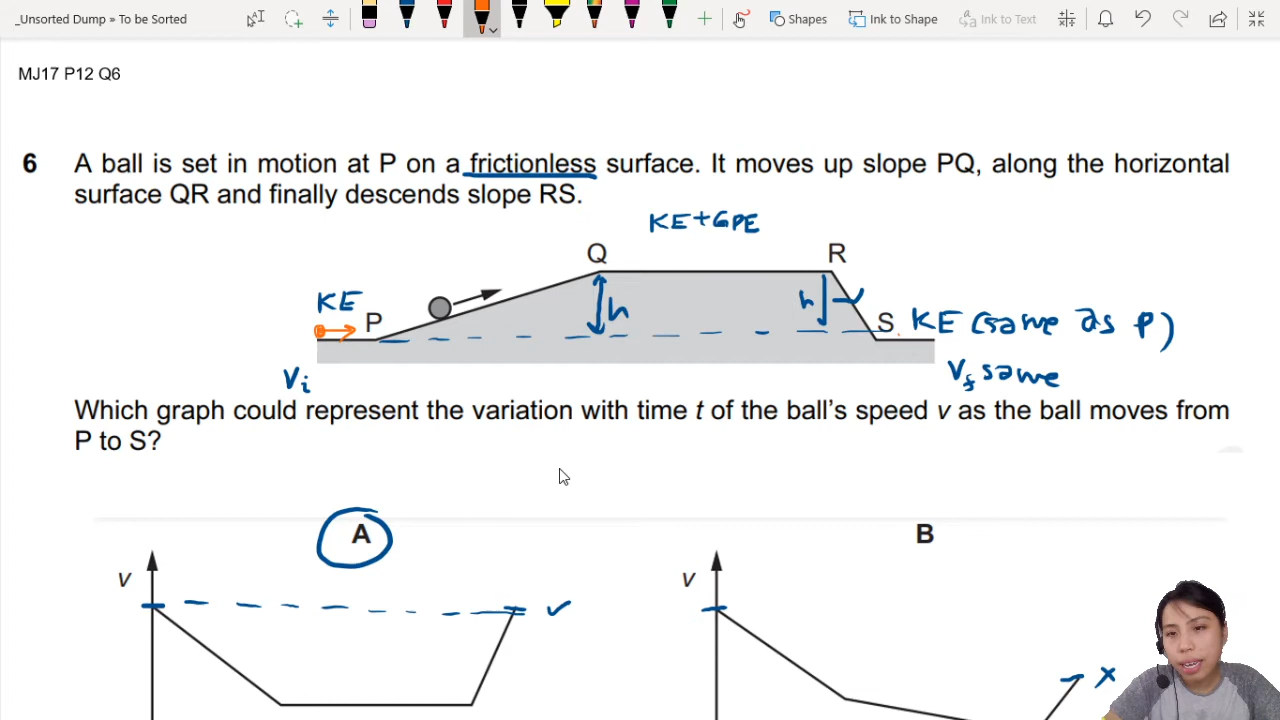 _Unsorted Dump » To be Sorted
Shapes
Ink to Shape
Ink to Text
MJ17 P12 Q6
6 A ball is set in motion at P on a frictionless surface. It moves up slope PQ, along the horizontal
surface QR and finally descends slope RS.
KE+GPE
Q R
KE
P h h S KE (same as P)
Vi Vf same
Which graph could represent the variation with time t of the ball's speed v as the ball moves from
P to S?
A B
v v